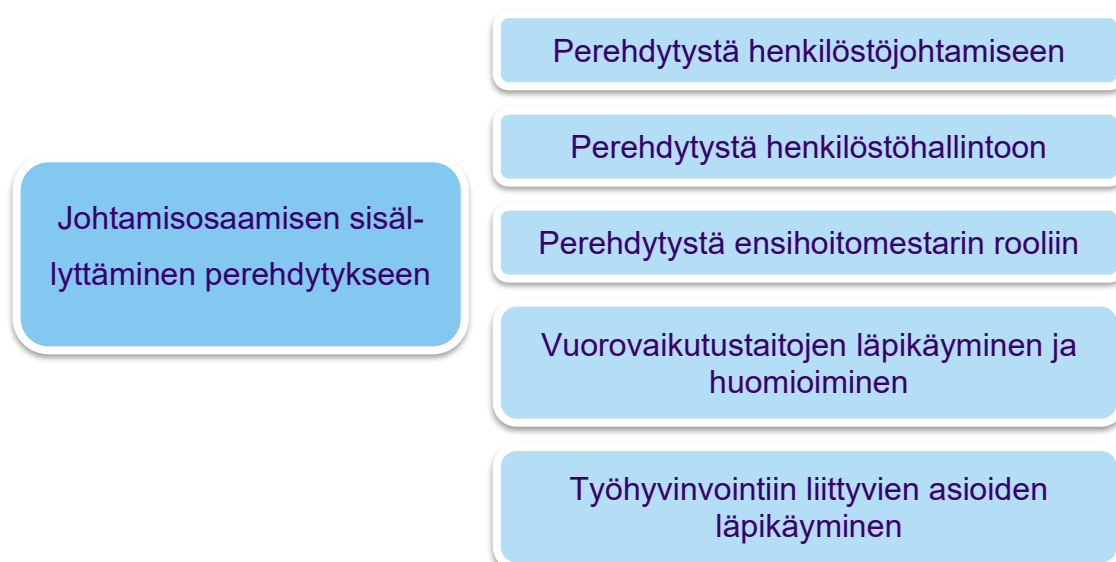 Perehdytystä henkilöstöjohtamiseen
Perehdytystä henkilöstöhallintoon
Johtamisosaamisen sisäl-
lyttäminen perehdytykseen
Perehdytystä ensihoitomestarin rooliin
Vuorovaikutustaitojen läpikäyminen ja
huomioiminen
Työhyvinvointiin liittyvien asioiden
läpikäyminen